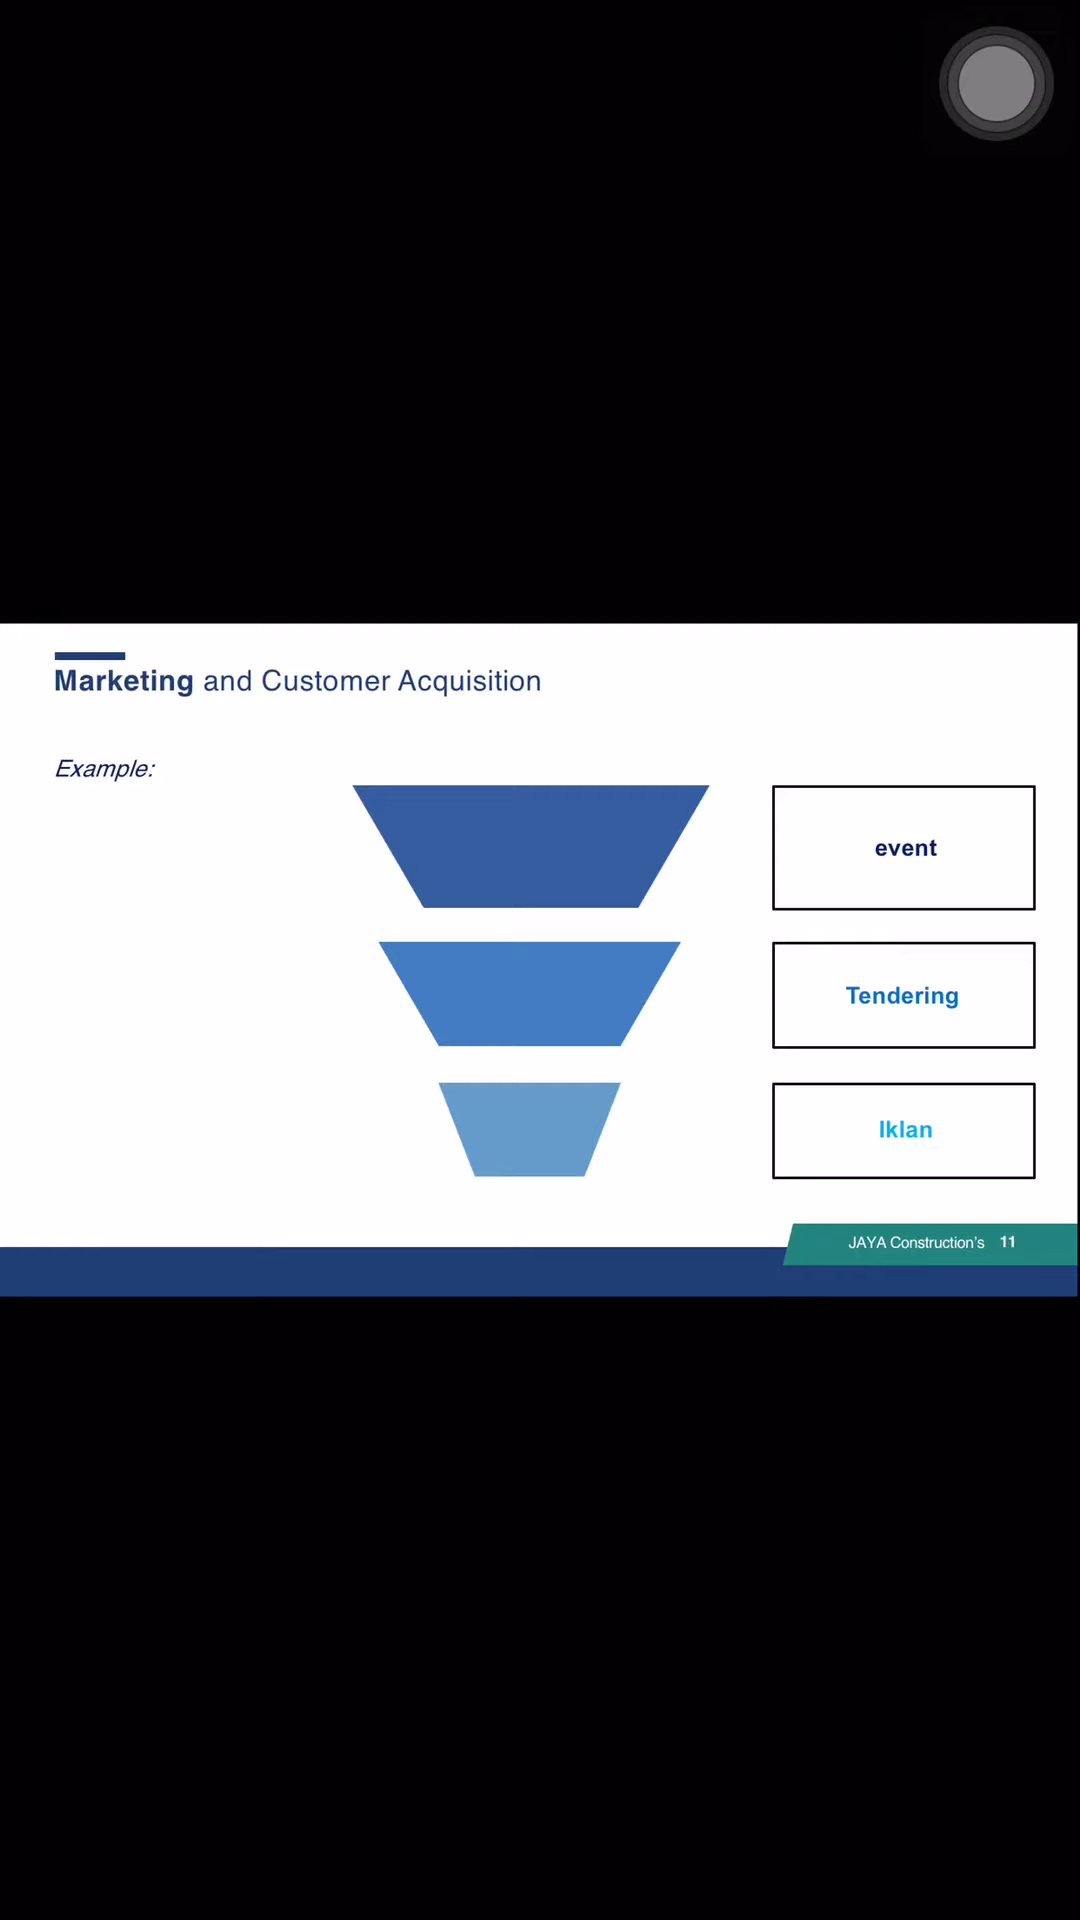 Marketing and Customer Acquisition
Example:
event
Tendering
Iklan
JAYA Construction's 11